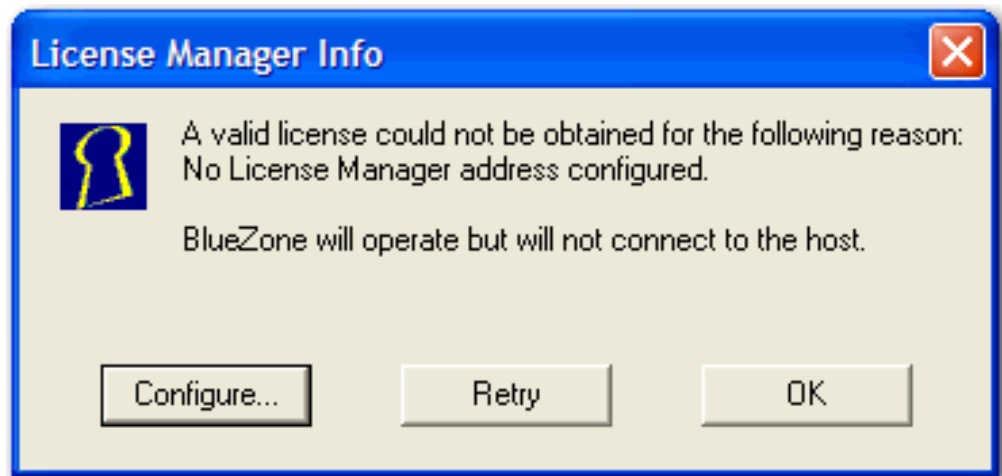 License Manager Info
A valid license could not be obtained for the following reason:
No License Manager address configured.
BlueZone will operate but will not connect to the host.
Configure... Retry OK